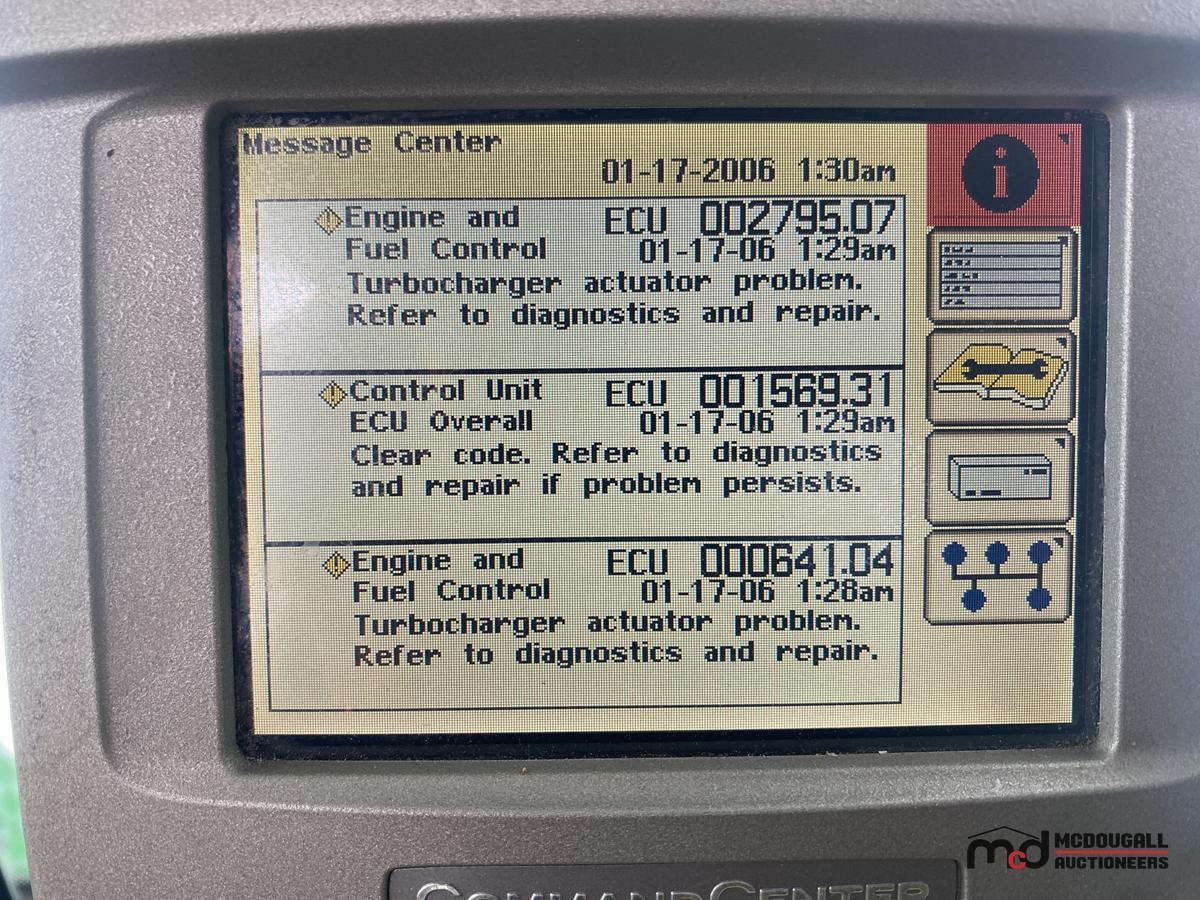 Message Center
01-17-2006 1:30am
Engine and ECU 002795.07
Fuel Control 01-17-06 1:29am
Turbocharger actuator problem.
Refer to diagnostics and repair.
Control Unit ECU 001569.31
ECU Overall 01-17-06 1:29am
Clear code. Refer to diagnostics
and repair if problem persists.
Engine and ECU 000641.04
Fuel Control 01-17-06 1:28am
Turbocharger actuator problem.
Refer to diagnostics and repair.
i
mcd MCDOUGALL
AUCTIONEERS
COMMANDCENTER